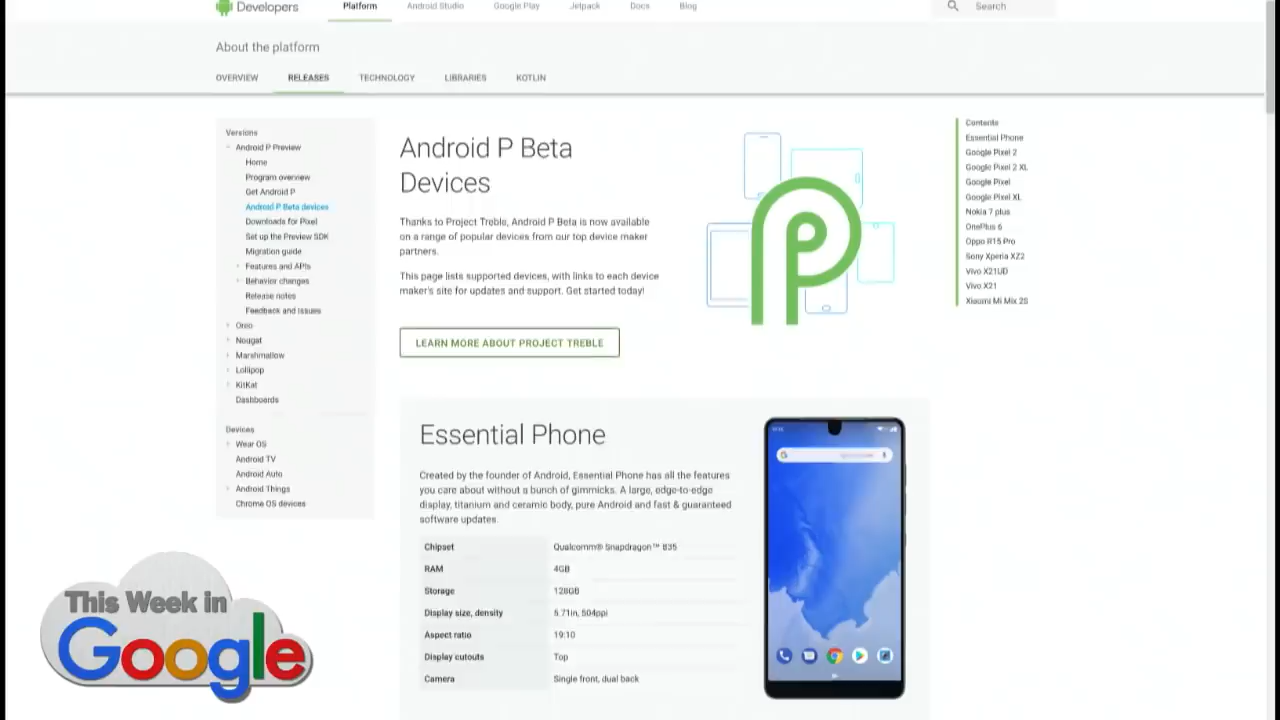 Developers
Platform
Android Studio
Google Play
Jetpack
Docs
Blog
Search
About the platform
OVERVIEW
RELEASES
TECHNOLOGY
LIBRARIES
KOTLIN
Versions
Android P Preview
Home
Program overview
Get Android P
Android P Beta devices
Downloads for Pixel
Set up the Preview SDK
Migration guide
Features and APIs
Behavior changes
Release notes
Feedback and issues
Oreo
Nougat
Marshmallow
Lollipop
KitKat
Dashboards
Devices
Wear OS
Android TV
Android Auto
Android Things
Chrome OS devices
Android P Beta
Devices
Thanks to Project Treble, Android P Beta is now available
on a range of popular devices from our top device maker
partners.
This page lists supported devices, with links to each device
maker's site for updates and support. Get started today!
LEARN MORE ABOUT PROJECT TREBLE
Contents
Essential Phone
Google Pixel 2
Google Pixel 2 XL
Google Pixel
Google Pixel XL
Nokia 7 plus
OnePlus 6
Oppo R15 Pro
Sony Xperia XZ2
Vivo X21UD
Vivo X21
Xiaomi Mi Mix 2S
Essential Phone
Created by the founder of Android, Essential Phone has all the features
you care about without a bunch of gimmicks. A large, edge-to-edge
display, titanium and ceramic body, pure Android and fast & guaranteed
software updates.
Chipset Qualcomm® Snapdragon™ 835
RAM 4GB
Storage 128GB
Display size, density 5.71in, 504ppi
Aspect ratio 19:10
Display cutouts Top
Camera Single front, dual back
This Week in
Google